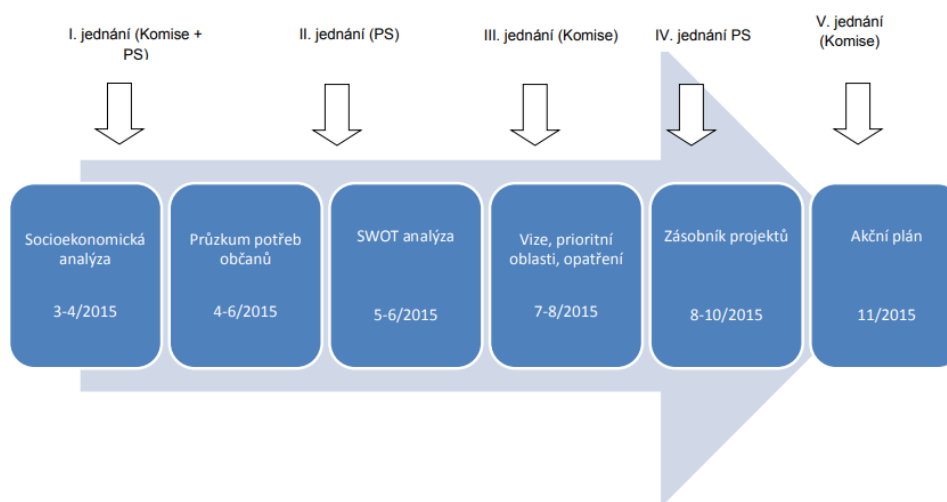 I. jednání (Komise +
PS)
II. jednání (PS)
III. jednání (Komise)
IV. jednání PS
V. jednání
(Komise)
Socioekonomická
analýza
3-4/2015
Průzkum potřeb
občanů
4-6/2015
SWOT analýza
5-6/2015
Vize, prioritní
oblasti, opatření
7-8/2015
Zásobník projektů
8-10/2015
Akční plán
11/2015